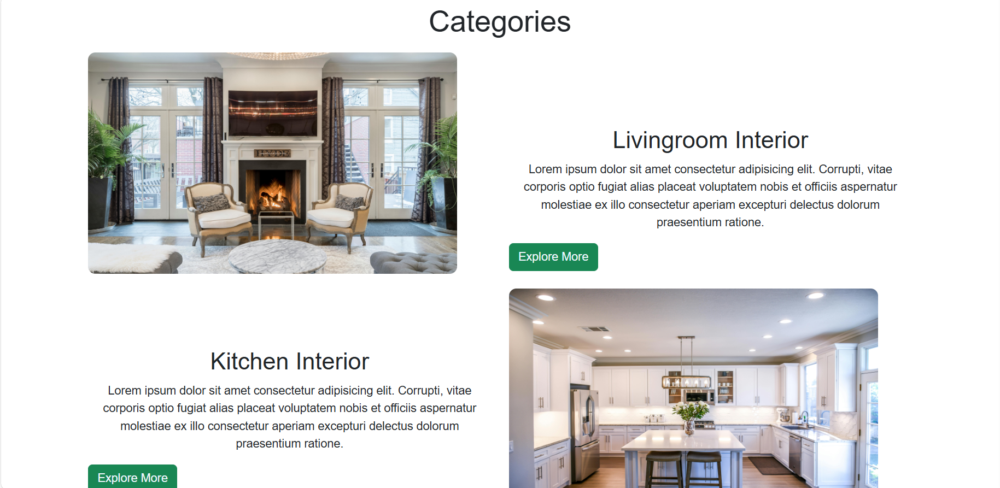 Categories
Livingroom Interior
Lorem ipsum dolor sit amet consectetur adipisicing elit. Corrupti, vitae
corporis optio fugiat alias placeat voluptatem nobis et officiis aspernatur
molestiae ex illo consectetur aperiam excepturi delectus dolorum
praesentium ratione.
Explore More
Kitchen Interior
Lorem ipsum dolor sit amet consectetur adipisicing elit. Corrupti, vitae
corporis optio fugiat alias placeat voluptatem nobis et officiis aspernatur
molestiae ex illo consectetur aperiam excepturi delectus dolorum
praesentium ratione.
Explore More